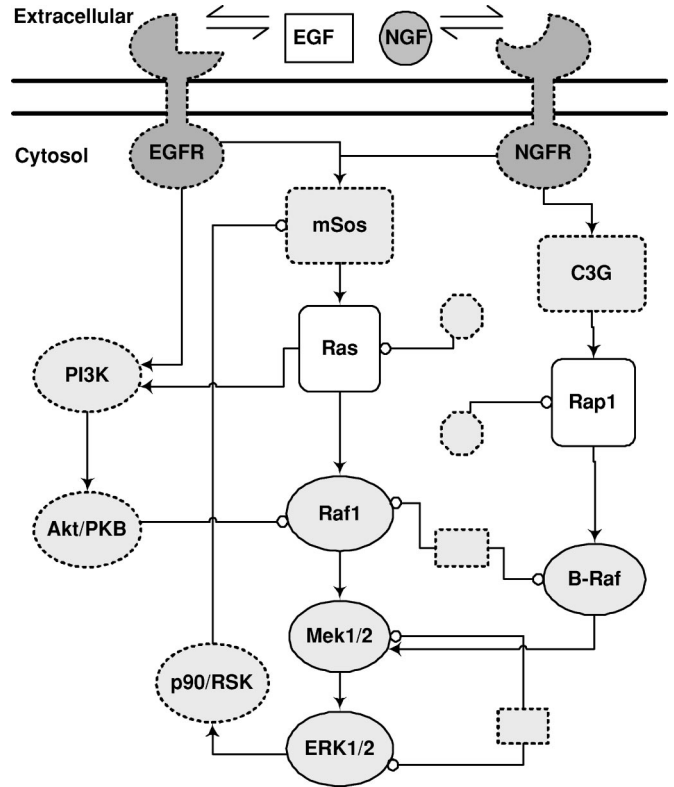 Extracellular
EGF
NGF
Cytosol
EGFR
NGFR
mSos
C3G
Ras
PI3K
Rap1
Akt/PKB
Raf1
B-Raf
Mek1/2
p90/RSK
ERK1/2